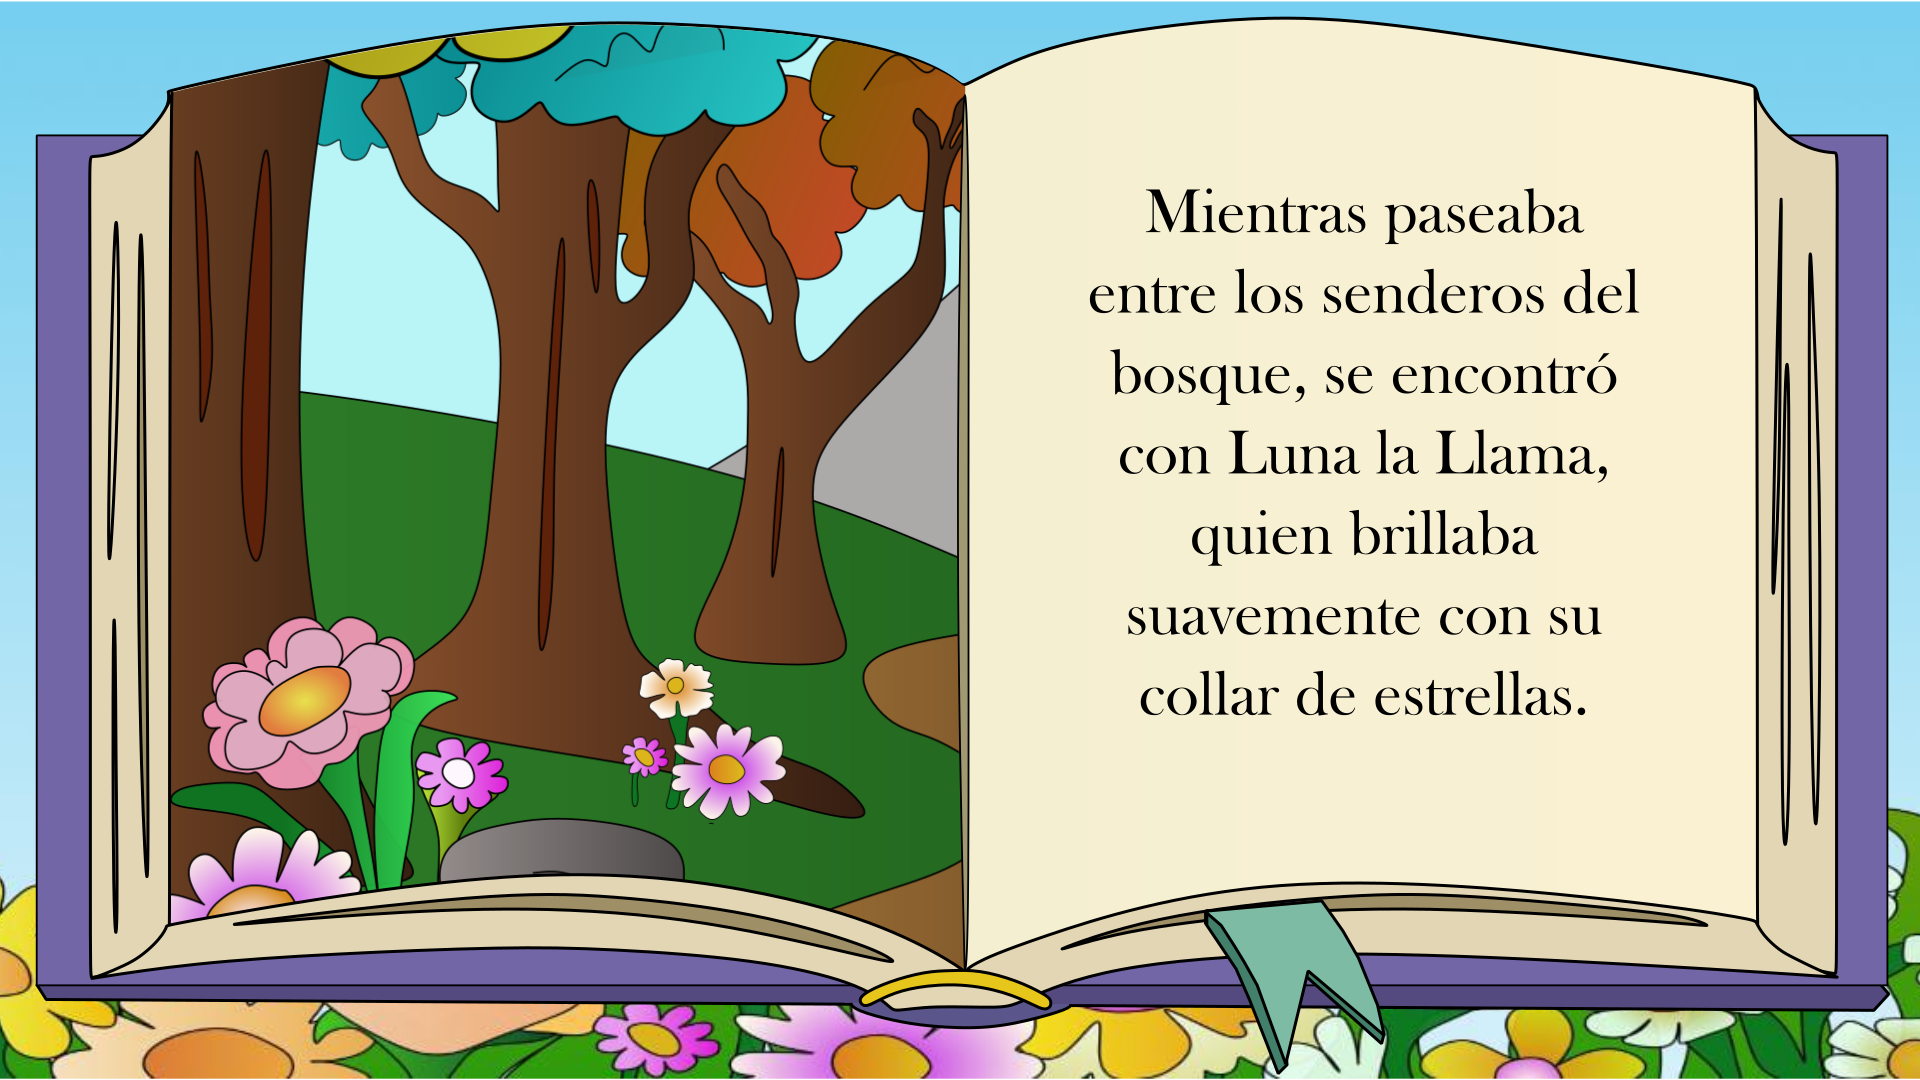 Mientras paseaba
entre los senderos del
bosque, se encontró
con Luna la Llama,
quien brillaba
suavemente con su
collar de estrellas.